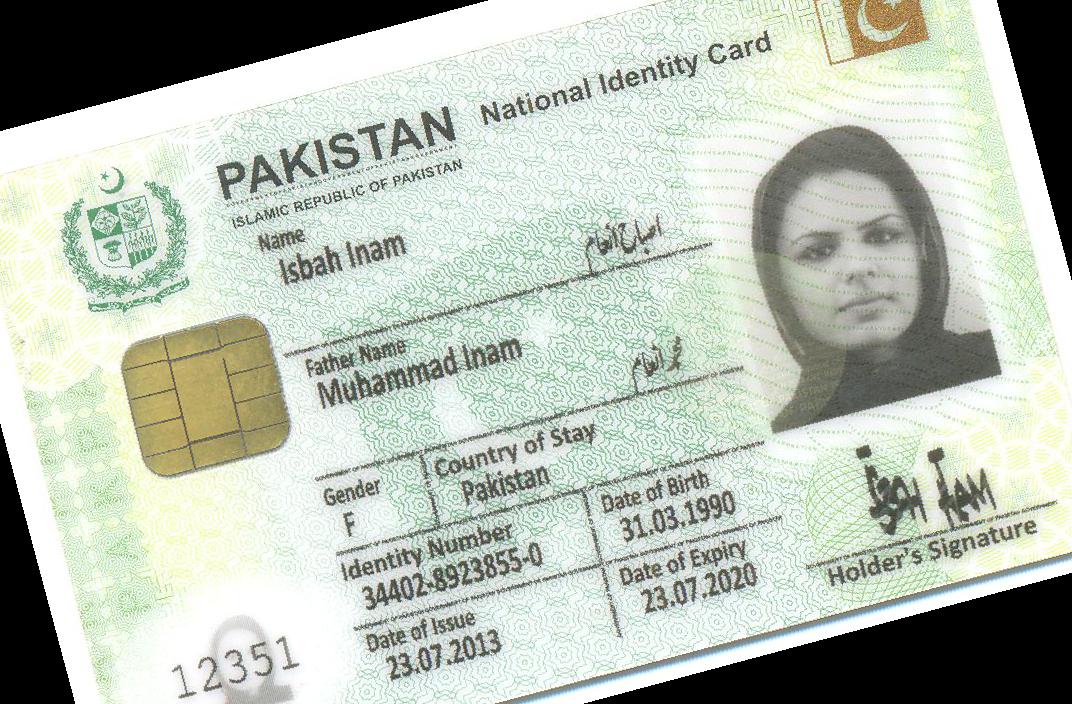 PAKISTAN National Identity Card
ISLAMIC REPUBLIC OF PAKISTAN
Name
Isbah Inam
اصباح انعام
Father Name
Muhammad Inam
محمد انعام
Gender
F
Country of Stay
Pakistan
Identity Number
34402-8923855-0
Date of Birth
31.03.1990
Date of Issue
23.07.2013
Date of Expiry
23.07.2020
Holder's Signature
12351